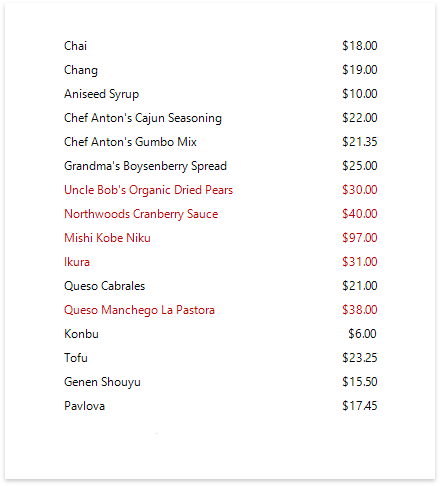 Chai $18.00
Chang $19.00
Aniseed Syrup $10.00
Chef Anton's Cajun Seasoning $22.00
Chef Anton's Gumbo Mix $21.35
Grandma's Boysenberry Spread $25.00
Uncle Bob's Organic Dried Pears $30.00
Northwoods Cranberry Sauce $40.00
Mishi Kobe Niku $97.00
Ikura $31.00
Queso Cabrales $21.00
Queso Manchego La Pastora $38.00
Konbu $6.00
Tofu $23.25
Genen Shouyu $15.50
Pavlova $17.45